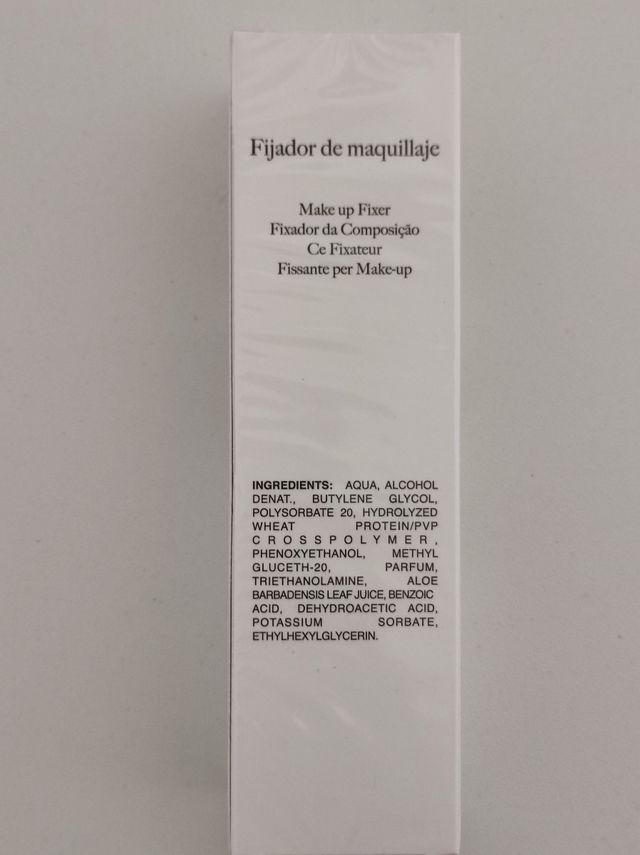 Fijador de maquillaje
Make up Fixer
Fixador da Composição
Ce Fixateur
Fissante per Make-up
INGREDIENTS: AQUA, ALCOHOL
DENAT., BUTYLENE GLYCOL,
POLYSORBATE 20, HYDROLYZED
WHEAT PROTEIN/PVP
CROSSPOLYMER,
PHENOXYETHANOL, METHYL
GLUCETH-20, PARFUM,
TRIETHANOLAMINE, ALOE
BARBADENSIS LEAF JUICE, BENZOIC
ACID, DEHYDROACETIC ACID,
POTASSIUM SORBATE,
ETHYLHEXYLGLYCERIN.